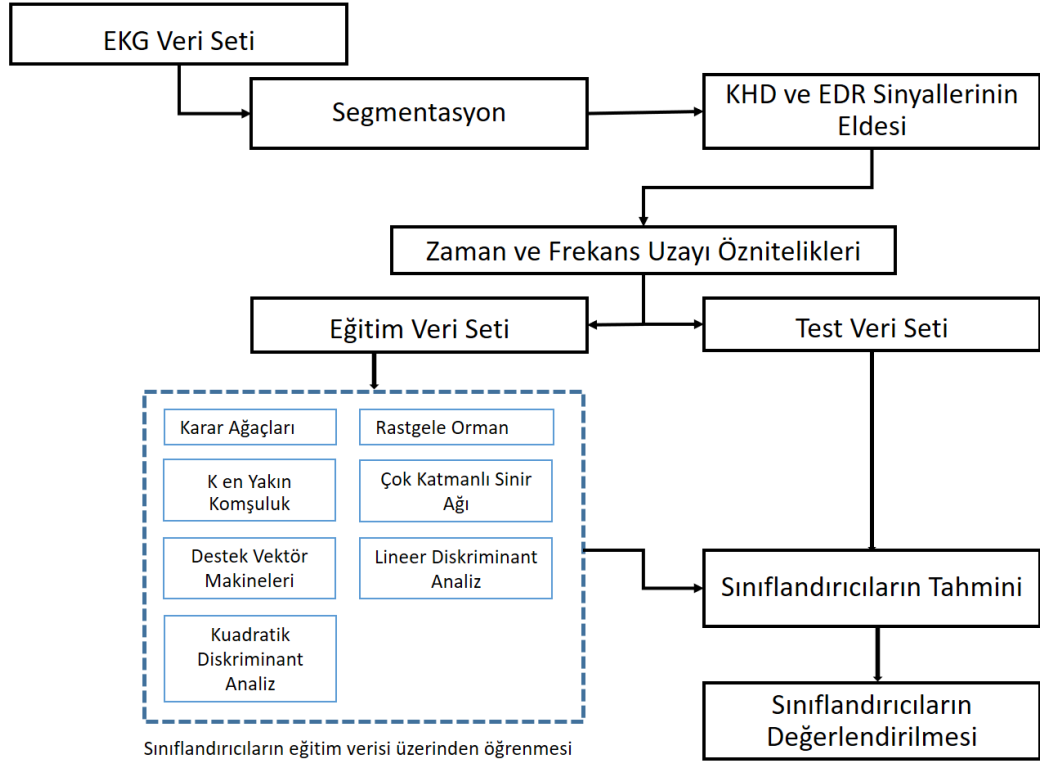 EKG Veri Seti
Segmentasyon
KHD ve EDR Sinyallerinin
Eldesi
Zaman ve Frekans Uzayı Öznitelikleri
Eğitim Veri Seti
Test Veri Seti
Karar Ağaçları
Rastgele Orman
K en Yakın
Komşuluk
Çok Katmanlı Sinir
Ağı
Destek Vektör
Makineleri
Lineer Diskriminant
Analiz
Kuadratik
Diskriminant
Analiz
Sınıflandırıcıların eğitim verisi üzerinden öğrenmesi
Sınıflandırıcıların Tahmini
Sınıflandırıcıların
Değerlendirilmesi